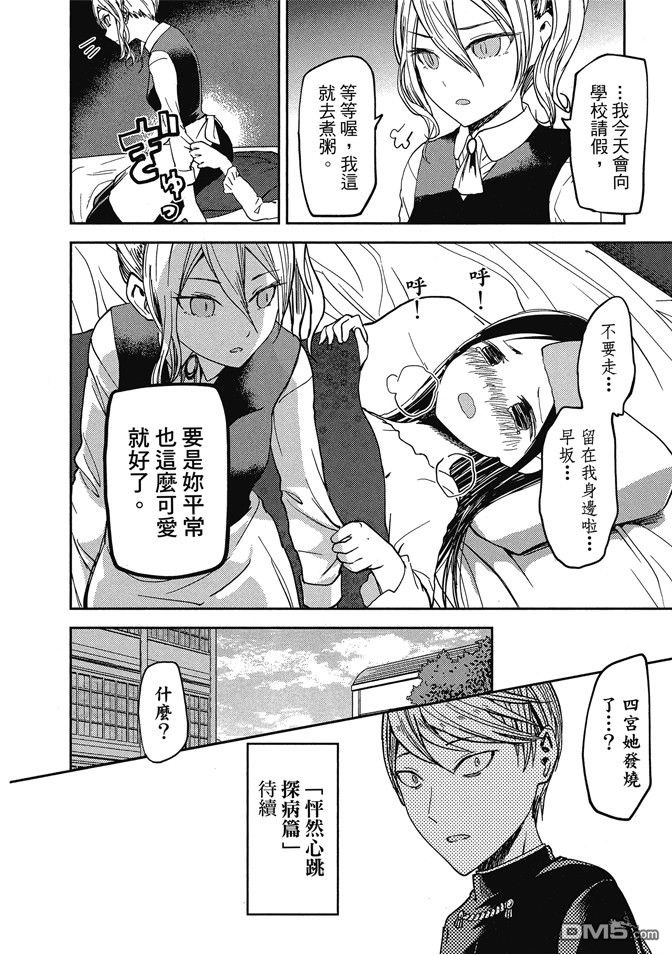 …我今天會向
學校請假，
等等喔，我這
就去煮粥。
ぎゅっ
呼！
呼！
不要走…
留在我身邊啦…
早坂…
要是妳平常
也這麼可愛
就好了。
四宮她發燒
了…？
什麼？
「怦然心跳
探病篇」
待續
DM5.com